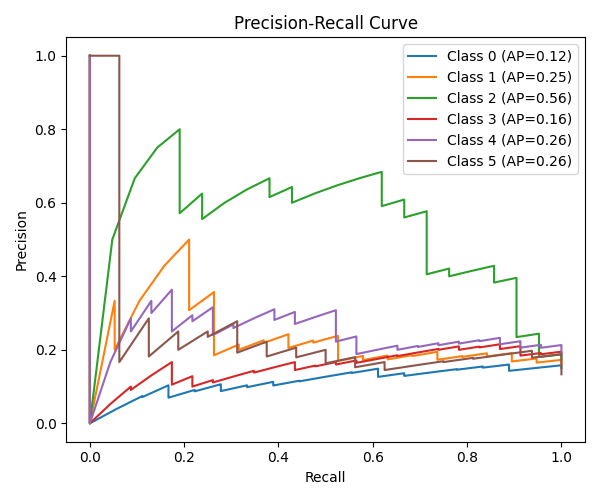 Precision-Recall Curve
Class 0 (AP=0.12)
Class 1 (AP=0.25)
Class 2 (AP=0.56)
Class 3 (AP=0.16)
Class 4 (AP=0.26)
Class 5 (AP=0.26)
Precision
1.0
0.8
0.6
0.4
0.2
0.0
0.0 0.2 0.4 0.6 0.8 1.0
Recall